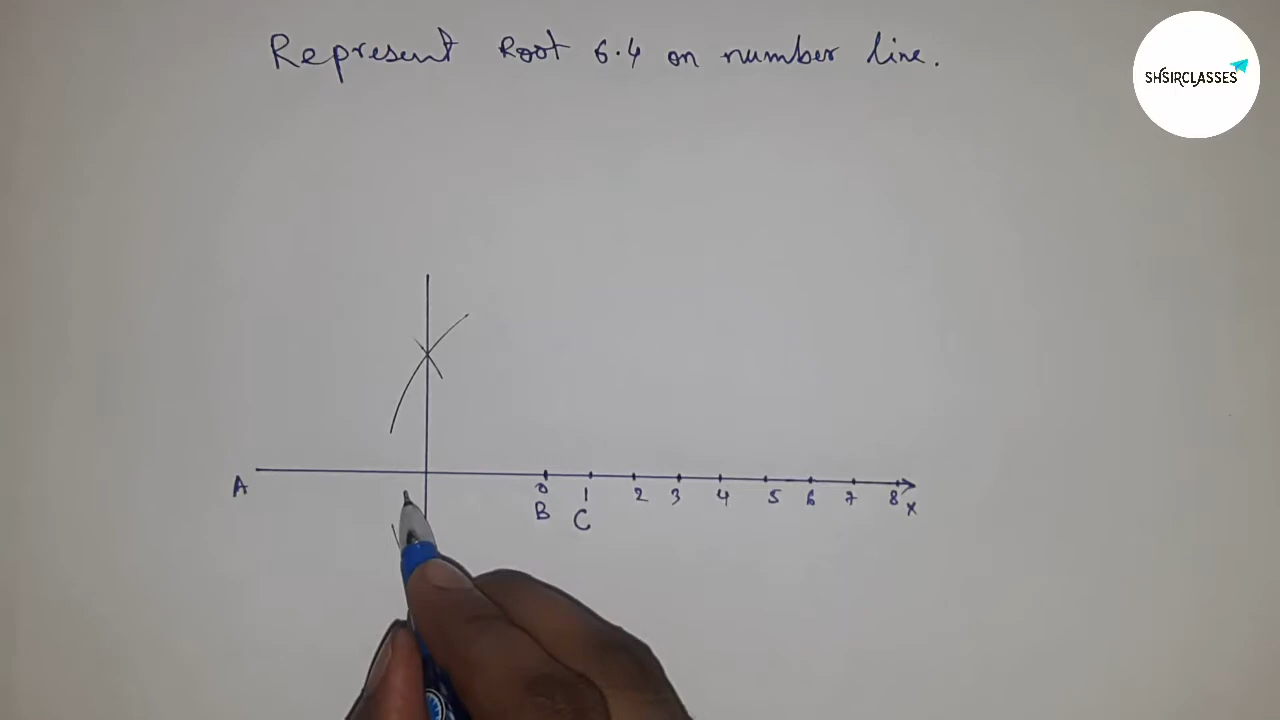 Represent Root 6.4 on number line.
SHSIRCLASSES
A
0 1 2 3 4 5 6 7 8
B C X